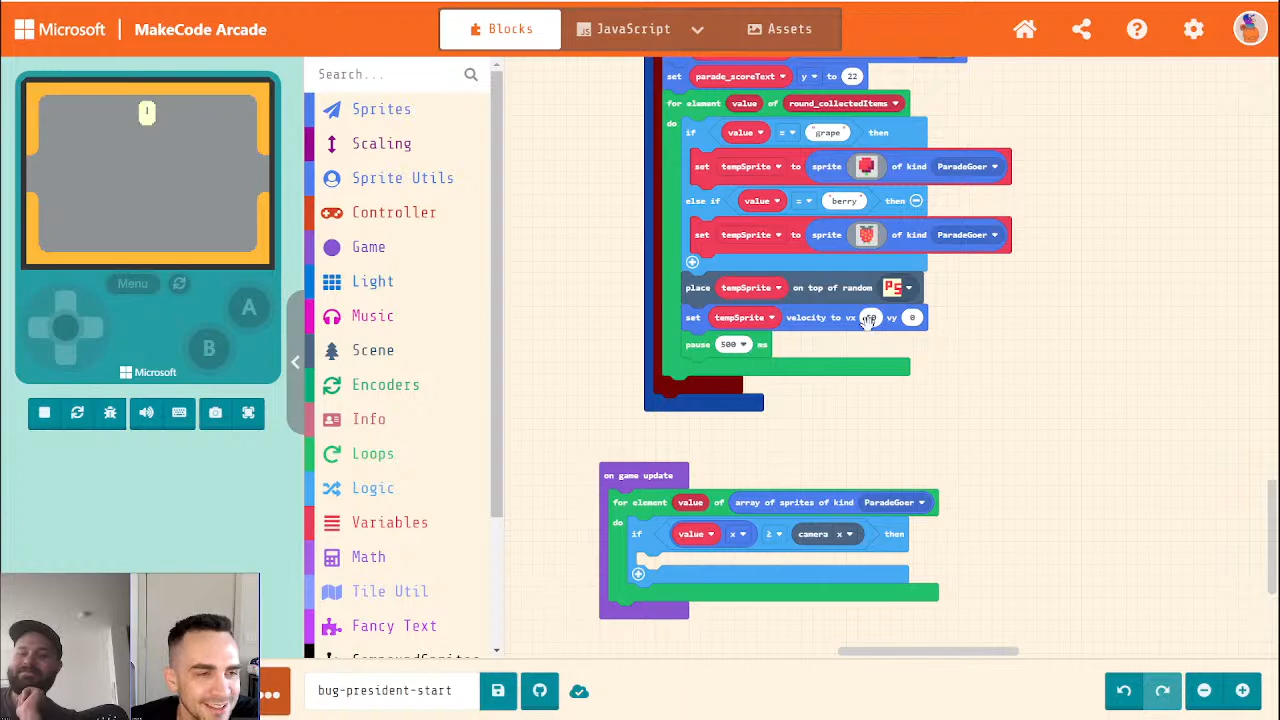 Microsoft | MakeCode Arcade
Blocks
JavaScript
Assets
Search...
Sprites
Scaling
Sprite Utils
Controller
Game
Light
Music
Scene
Encoders
Info
Loops
Logic
Variables
Math
Tile Util
Fancy Text
Menu
A
B
Microsoft
set parade_scoreText y to 22
for element value of round_collectedItems
do
if value = "grape" then
set tempSprite to sprite of kind ParadeGoer
else if value = "berry" then
set tempSprite to sprite of kind ParadeGoer
place tempSprite on top of random PS
set tempSprite velocity to vx vy 0
pause 500 ms
on game update
for element value of array of sprites of kind ParadeGoer
do
if value x ≥ camera x then
bug-president-start